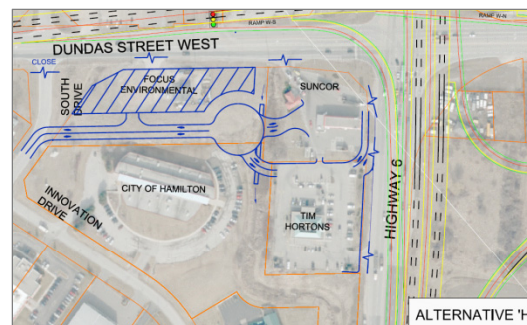 RAMP W-S
RAMP W-N
DUNDAS STREET WEST
CLOSE
FOCUS
ENVIRONMENTAL
SUNCOR
SOUTH
DRIVE
CITY OF HAMILTON
INNOVATION
DRIVE
TIM
HORTONS
HIGHWAY 6
ALTERNATIVE 'H